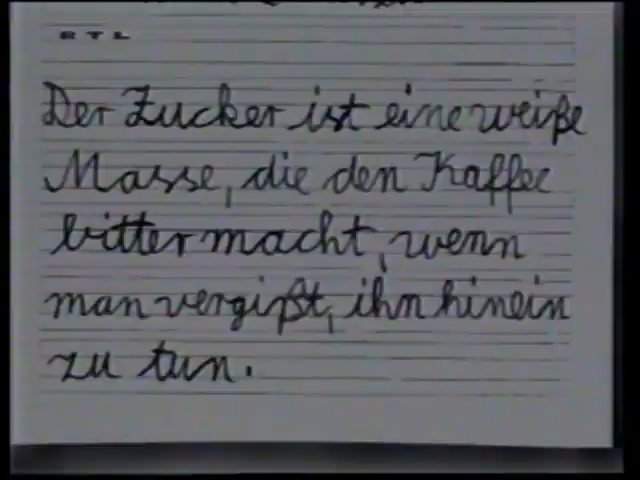 RTL
Der Zucker ist eine weiße
Masse, die den Kaffee
bitter macht, wenn
man vergißt, ihn hinein
zu tun.